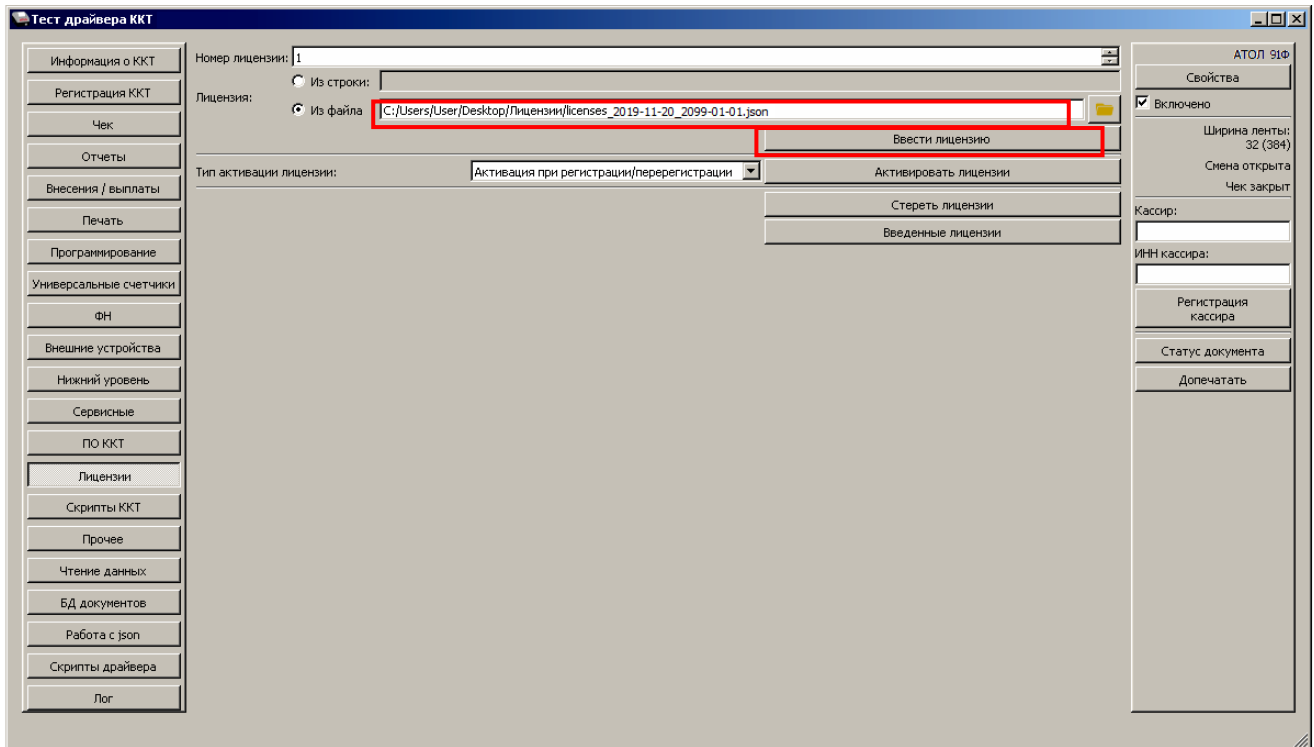 Тест драйвера ККТ
Информация о ККТ
Регистрация ККТ
Чек
Отчеты
Внесения / выплаты
Печать
Программирование
Универсальные счетчики
ФН
Внешние устройства
Нижний уровень
Сервисные
ПО ККТ
Лицензии
Скрипты ККТ
Прочее
Чтение данных
БД документов
Работа с json
Скрипты драйвера
Лог
Номер лицензии: 1
Лицензия:
Из строки:
Из файла C:/Users/User/Desktop/Лицензии/licenses_2019-11-20_2099-01-01.json
Ввести лицензию
Тип активации лицензии: Активация при регистрации/перерегистрации Активировать лицензии
Стереть лицензии
Введенные лицензии
АТОЛ 91Ф
Свойства
Включено
Ширина ленты:
32 (384)
Смена открыта
Чек закрыт
Кассир:
ИНН кассира:
Регистрация
кассира
Статус документа
Допечатать